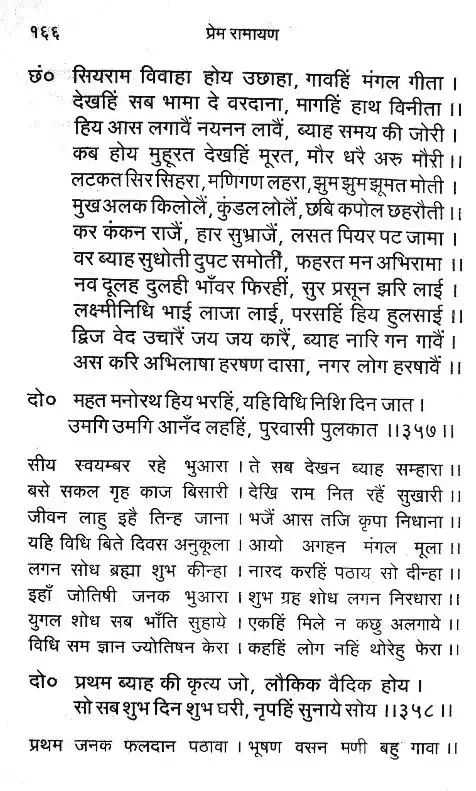 १६६ प्रेम रामायण
छं० सियराम विवाहा होय उछाहा, गावहिं मंगल गीता ।
देखहिं सब भामा दे वरदाना, मागहिं हाथ विनीता ।।
हिय आस लगावैं नयनन लावैं, ब्याह समय की जोरी ।
कब होय मुहूरत देखहिं मूरत, मौर धरै अरु मौरी ।।
लटकत सिर सिहरा, मणिगण लहरा, झुम झुम झूमत मोती ।
मुख अलक किलोलैं, कुंडल लोलैं, छबि कपोल छहरौती ।।
कर कंकन राजैं, हार सुभ्राजैं, लसत पियर पट जामा ।
वर ब्याह सुधोती दुपट समोतीं, फहरत मन अभिरामा ।।
नव दूलह दुलही भाँवर फिरहीं, सुर प्रसून झरि लाई ।
लक्ष्मीनिधि भाई लाजा लाई, परसहिं हिय हुलसाई ।।
द्विज वेद उचारैं जय जय कारैं, ब्याह नारि गन गावैं ।
अस करि अभिलाषा हरषण दासा, नगर लोग हरषावैं ।।
दो० महत मनोरथ हिय भरहिं, यहि विधि निशि दिन जात ।
उमगि उमगि आनँद लहहिं, पुरवासी पुलकात ।।३५७।।
सीय स्वयम्बर रहे भुआरा । ते सब देखन ब्याह सम्हारा ।।
बसे सकल गृह काज बिसारी । देखि राम नित रहैं सुखारी ।।
जीवन लाहु इहै तिन्ह जाना । भजैं आस तजि कृपा निधाना ।।
यहि विधि बिते दिवस अनुकूला । आयो अगहन मंगल मूला ।।
लगन सोध ब्रह्मा शुभ कीन्हा । नारद करहिं पठाय सो दीन्हा ।।
इहाँ जोतिषी जनक भुआरा । शुभ ग्रह शोध लगन निरधारा ।।
युगल शोध सब भाँति सुहाये । एकहिं मिले न कछु अलगाये ।।
विधि सम ज्ञान ज्योतिषन केरा । कहहिं लोग नहिं थोरेहु फेरा ।।
दो० प्रथम ब्याह की कृत्य जो, लौकिक वैदिक होय ।
सो सब शुभ दिन शुभ घरी, नृपहिं सुनाये सोय ।।३५८।।
प्रथम जनक फलदान पठावा । भूषण वसन मणी बहु गावा ।।